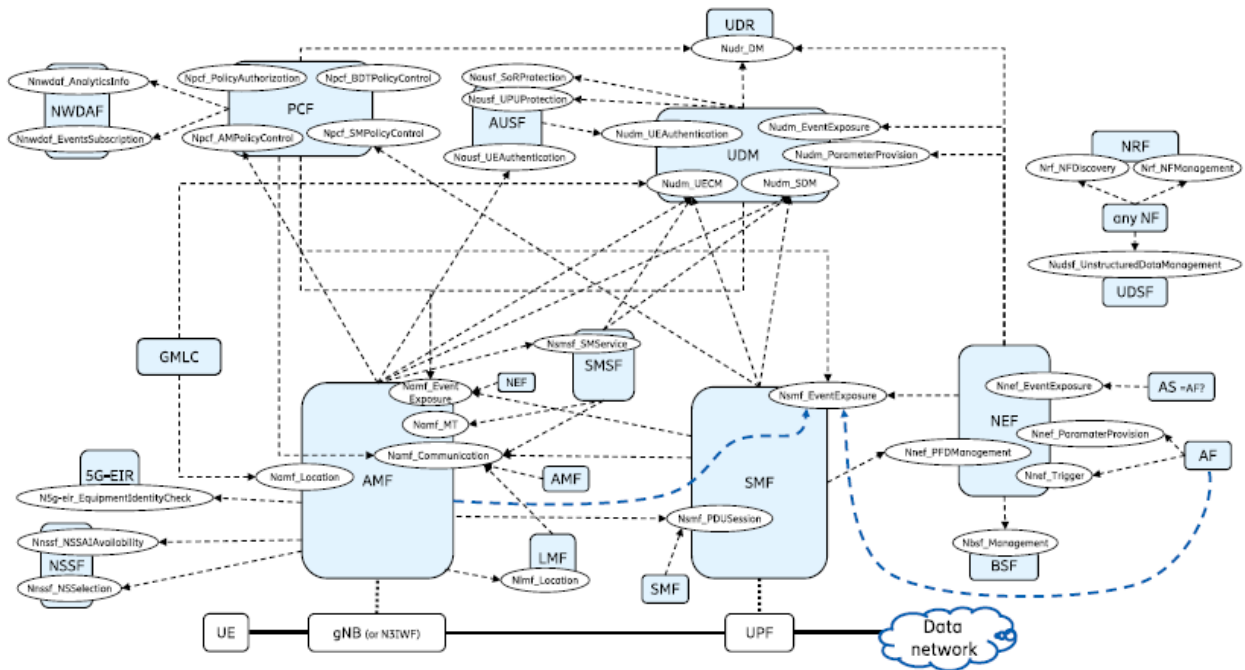 UDR
Nudr_DM
Nnwdaf_AnalyticsInfo
NWDAF
Nnwdaf_EventsSubscription
Npcf_PolicyAuthorization
Npcf_BDTPolicyControl
PCF
Npcf_AMPolicyControl
Npcf_SMPolicyControl
Nausf_SoRProtection
Nausf_UPUProtection
AUSF
Nausf_UEAuthentication
Nudm_UEAuthentication
Nudm_EventExposure
UDM
Nudm_ParameterProvision
Nudm_UECM
Nudm_SDM
NRF
Nrf_NFDiscovery
Nrf_NFManagement
any NF
Nudsf_UnstructuredDataManagement
UDSF
GMLC
Nsmsf_SMService
SMSF
Namf_Event
Exposure
NEF
Namf_MT
Namf_Communication
Namf_Location
AMF
AMF
5G-EIR
N5g-eir_EquipmentIdentityCheck
Nnssf_NSSAIAvailability
NSSF
Nnssf_NSSelection
LMF
Nlmf_Location
Nsmf_EventExposure
SMF
Nsmf_PDUSession
SMF
Nnef_EventExposure
NEF
Nnef_ParamaterProvision
Nnef_PFDManagement
Nnef_Trigger
AS =AF?
AF
Nbsf_Management
BSF
UE
gNB (or N3IWF)
UPF
Data
network